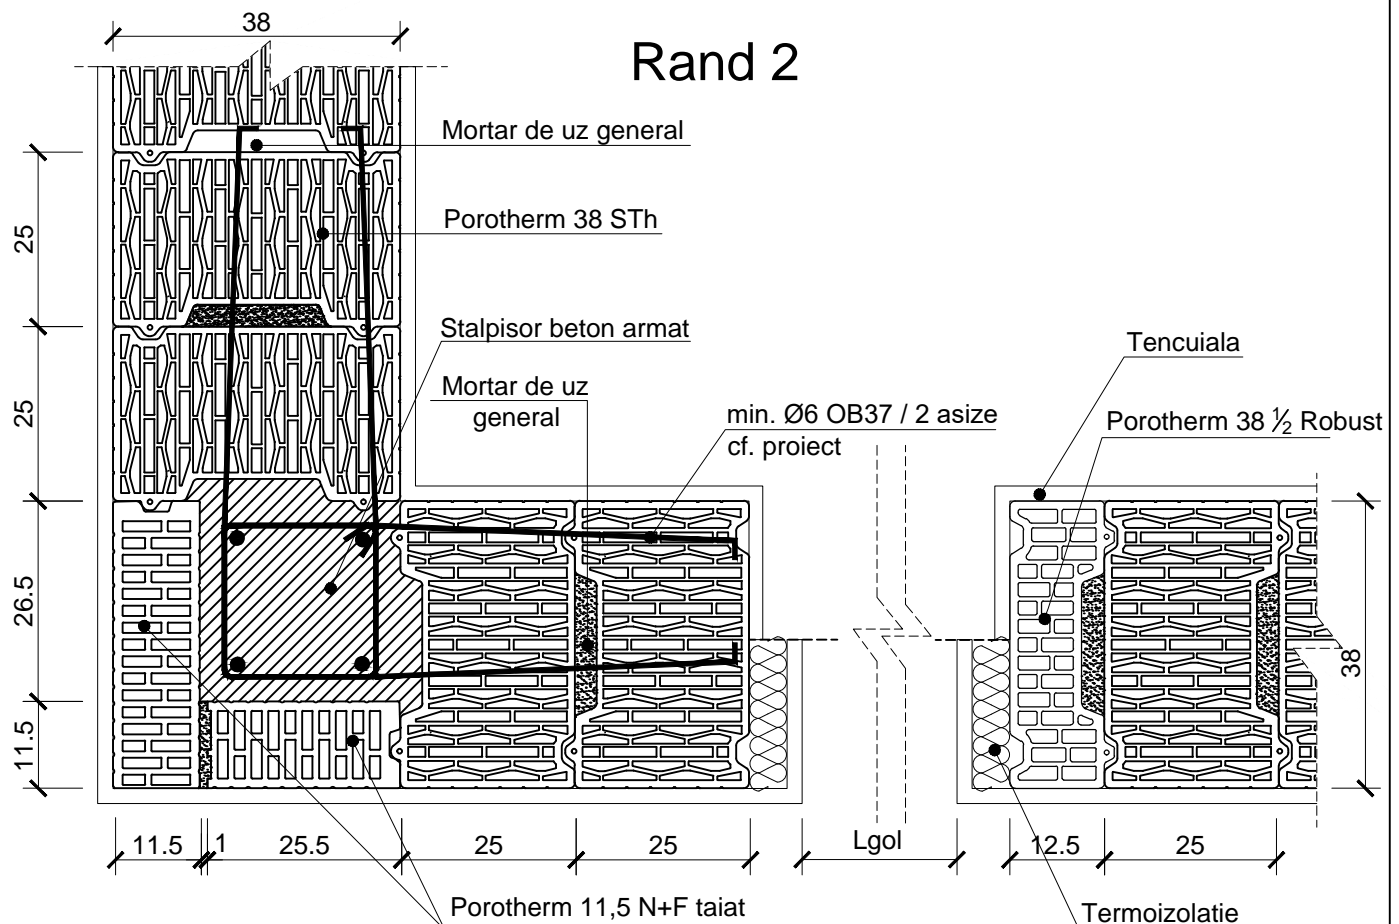 38
Rand 2
Mortar de uz general
Porotherm 38 STh
25
Stalpisor beton armat
Tencuiala
Mortar de uz
general
min. Ø6 OB37 / 2 asize
cf. proiect
Porotherm 38 ½ Robust
25
26.5
38
11.5
11.5
1
25.5
25
25
Lgol
12.5
25
Porotherm 11,5 N+F taiat
Termoizolatie